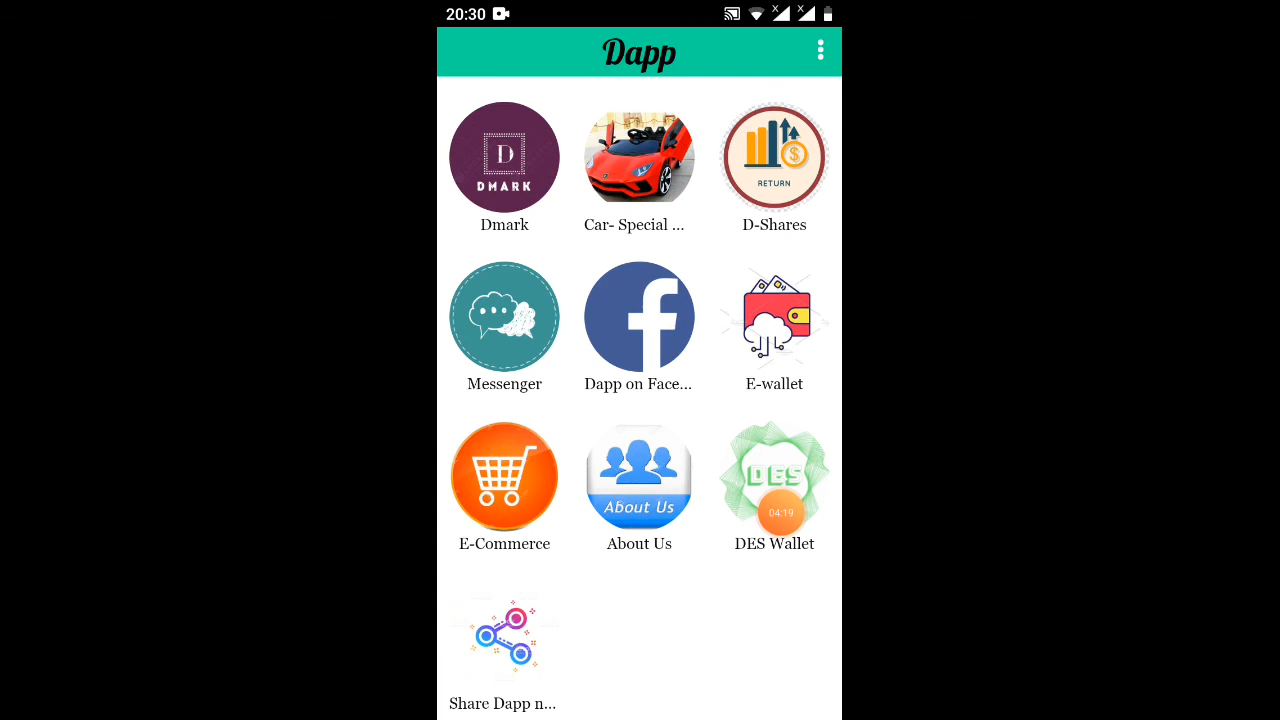 20:30
Dapp
D
DMARK
RETURN
Dmark
Car- Special ...
D-Shares
Messenger
Dapp on Face...
E-wallet
About Us
DES
04:19
E-Commerce
About Us
DES Wallet
Share Dapp n...